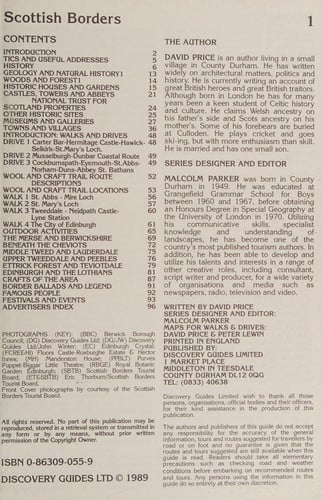 Scottish Borders
1
CONTENTS
INTRODUCTION 2
TICS AND USEFUL ADDRESSES 5
HISTORY 6
GEOLOGY AND NATURAL HISTORY 13
WOODS AND FOREST 14
HISTORIC HOUSES AND GARDENS
CASTLES, TOWERS AND ABBEYS 21
NATIONAL TRUST FOR
SCOTLAND PROPERTIES 24
OTHER HISTORIC SITES 25
MUSEUMS AND GALLERIES 27
TOWNS AND VILLAGES 36
INTRODUCTION: WALKS AND DRIVES 48
DRIVE 1 Carter Bar-Hermitage Castle-Hawick- 48
Selkirk-St. Mary's Loch.
DRIVE 2 Musselburgh-Dunbar Coastal Route 49
DRIVE 3 Cockburnspath-Eyemouth-St.Abbs- 49
Norham-Duns-Abbey St. Bathans
WOOL AND CRAFT TRAIL ROUTE 52
DESCRIPTIONS
WOOL AND CRAFT TRAIL LOCATIONS 53
WALK 1 St. Abbs - Mire Loch 56
WALK 2 St. Mary's Loch 57
WALK 3 Tweeddale - Neidpath Castle- 59
Lyne Station
WALK 4 The City of Edinburgh 61
OUTDOOR ACTIVITIES 65
THE MERSE AND BERWICKSHIRE 69
BENEATH THE CHEVIOTS 72
MIDDLE TWEED AND LAUDERDALE 74
UPPER TWEEDDALE AND PEEBLES 76
ETTRICK FOREST AND TEVIOTDALE 79
EDINBURGH AND THE LOTHIANS 81
CRAFTS OF THE AREA 87
BORDER BALLADS AND LEGEND 91
FAMOUS PEOPLE 92
FESTIVALS AND EVENTS 93
ADVERTISERS INDEX 96
PHOTOGRAPHS (KEY): (BBC) Berwick Borough
Council; (DG) Discovery Guides Ltd; (DG/JW) Discovery
Guides Ltd/John Winter; (EC) Edinburgh Crystal;
(FCRE&EH) Floors Castle Roxburghe Estate & Hector
Innes; (MH) Manderston House; (PPBLT) Purves
Puppet-Biggar Little Theatre; (RBGE) Royal Botanic
Garden Edinburgh; (SBTB) Scottish Borders Tourist
Board; (ET&SBTB) Eric Thorburn/Scottish Borders
Tourist Board.
Front Cover photographs by courtesy of the Scottish
Borders Tourist Board.
All rights reserved. No part of this publication may be
reproduced, stored in a retrieval system or transmitted in
any form or by any means, without prior written
permission of the Copyright Owner.
ISBN 0-86309-055-9
DISCOVERY GUIDES LTD © 1989
THE AUTHOR
DAVID PRICE is an author living in a small
village in County Durham. He has written
widely on architectural matters, politics and
history. He is currently writing an account of
great British heroes and great British traitors.
Although born in London he has for many
years been a keen student of Celtic history
and culture. He claims Welsh ancestry on
his father's side and Scots ancestry on his
mother's. Some of his forebears are buried
at Culloden. He plays cricket and goes
ski-ing, but with more enthusiasm than skill.
He is married and has one small son.
SERIES DESIGNER AND EDITOR
MALCOLM PARKER was born in County
Durham in 1949. He was educated at
Grangefield Grammar School for Boys
between 1960 and 1967, before obtaining
an Honours Degree in Special Geography at
the University of London in 1970. Utilizing
his communicative skills, specialist
knowledge and understanding of
landscapes, he has become one of the
country's most published tourism authors. In
addition, he has been able to develop and
utilize his talents and interest in a range of
other creative roles, including consultant,
script writer and producer, for a wide variety
of organisations and media such as
newspapers, radio, television and video.
WRITTEN BY DAVID PRICE
SERIES DESIGNER AND EDITOR:
MALCOLM PARKER
MAPS FOR WALKS & DRIVES:
DAVID PRICE & PETER LEWIN
PRINTED IN ENGLAND
PUBLISHED BY:
DISCOVERY GUIDES LIMITED
1 MARKET PLACE
MIDDLETON IN TEESDALE
COUNTY DURHAM DL12 0QG
TEL: (0833) 40638
Discovery Guides Limited wish to thank all those
persons, organisations, official bodies and their officers,
for their kind assistance in the production of this
publication.
The authors and publishers of this guide do not accept
any responsibility for the accuracy of the general
information, tours and routes suggested for travellers by
road or on foot and no guarantee is given that the
routes and tours suggested are still available when this
guide is read. Readers should take all elementary
precautions such as checking road and weather
conditions before embarking on recommended routes
and tours. Any persons using the information in this
guide do so entirely at their own discretion.